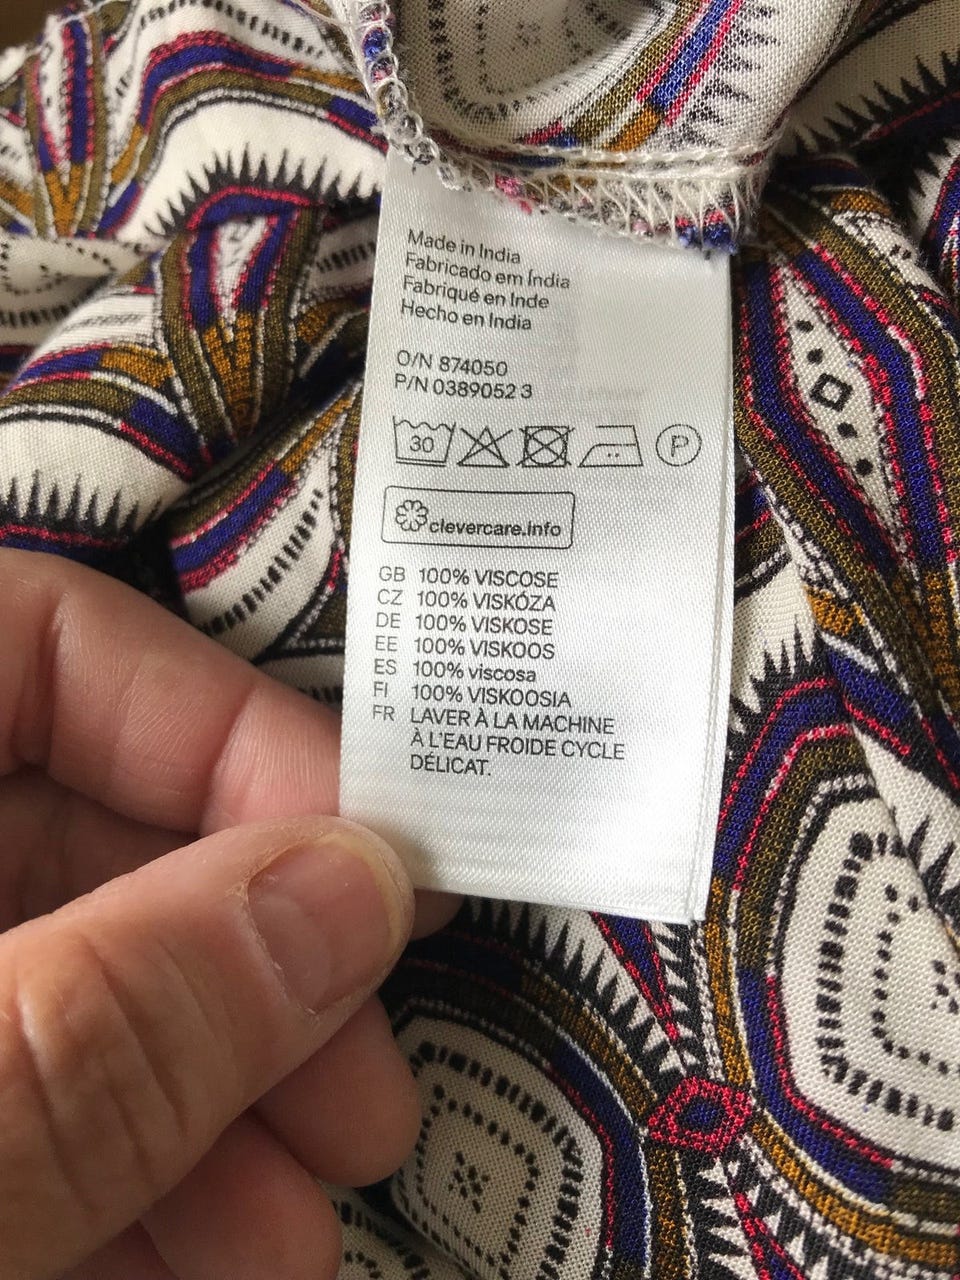 Made in India
Fabricado em Índia
Fabriqué en Inde
Hecho en India
O/N 874050
P/N 0389052 3
30 P
clevercare.info
GB 100% VISCOSE
CZ 100% VISKÓZA
DE 100% VISKOSE
EE 100% VISKOOS
ES 100% viscosa
FI 100% VISKOOSIA
FR LAVER À LA MACHINE
À L'EAU FROIDE CYCLE
DÉLICAT.